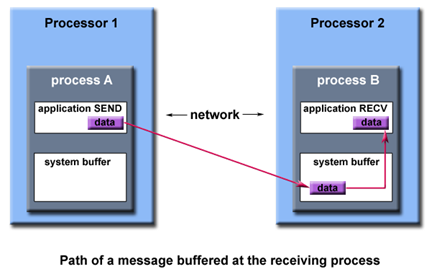 Processor 1
Processor 2
process A
process B
application SEND
data
network
application RECV
data
system buffer
system buffer
data
Path of a message buffered at the receiving process